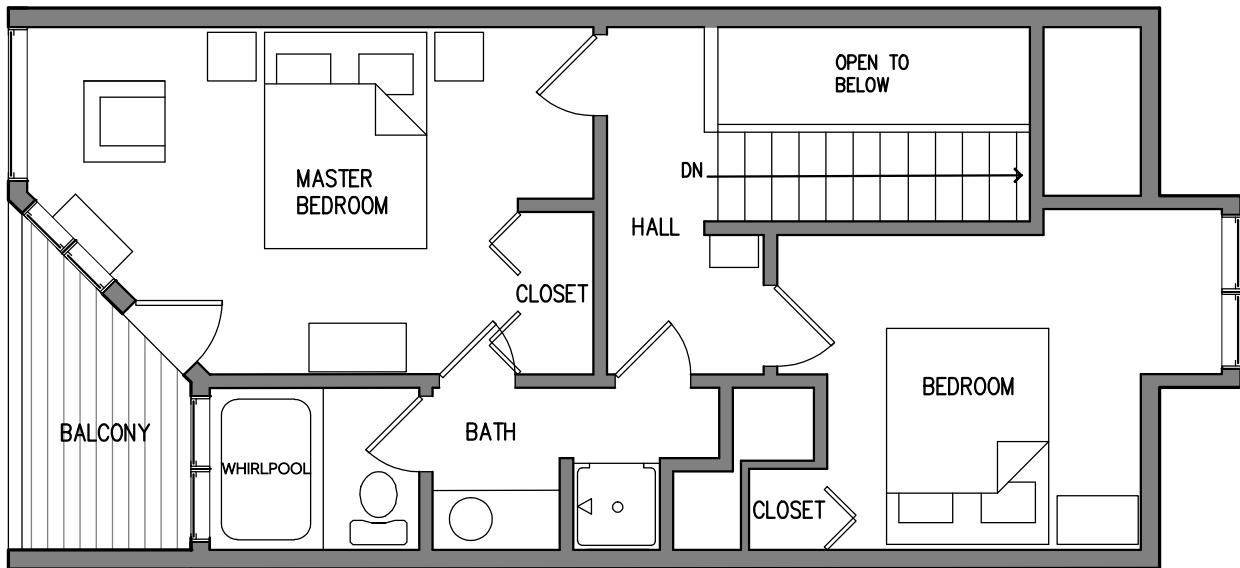 OPEN TO
BELOW
MASTER
BEDROOM
DN
HALL
CLOSET
BEDROOM
BALCONY
BATH
WHIRLPOOL
CLOSET